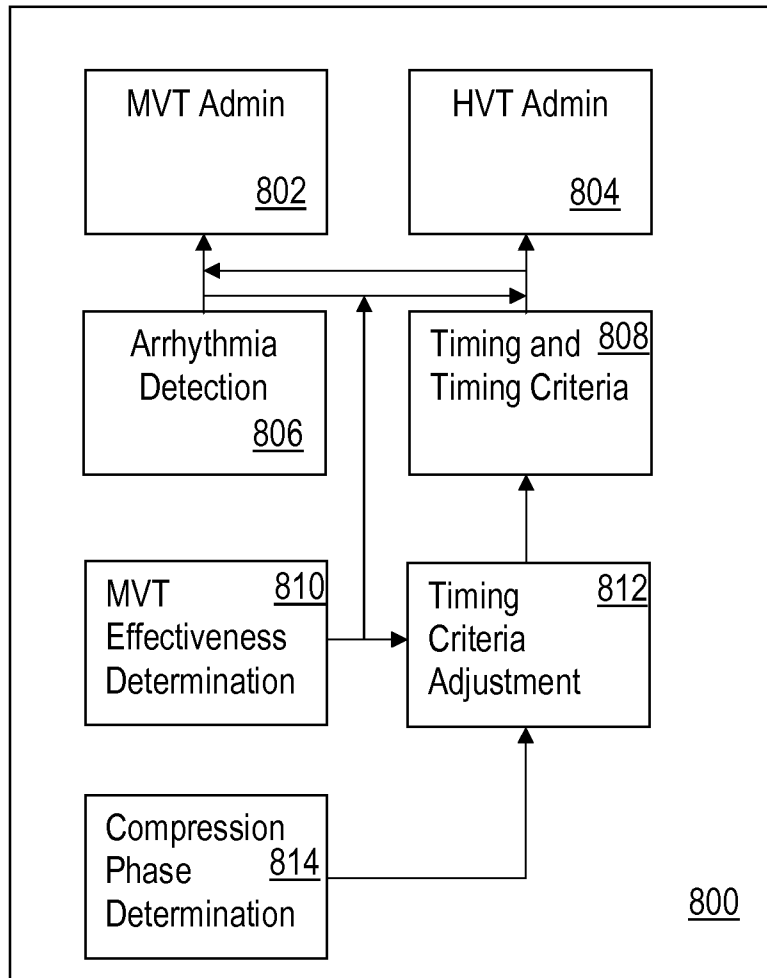 MVT Admin
802
HVT Admin
804
Arrhythmia
Detection
806
Timing and 808
Timing Criteria
MVT 810
Effectiveness
Determination
Timing 812
Criteria
Adjustment
Compression
Phase 814
Determination
800